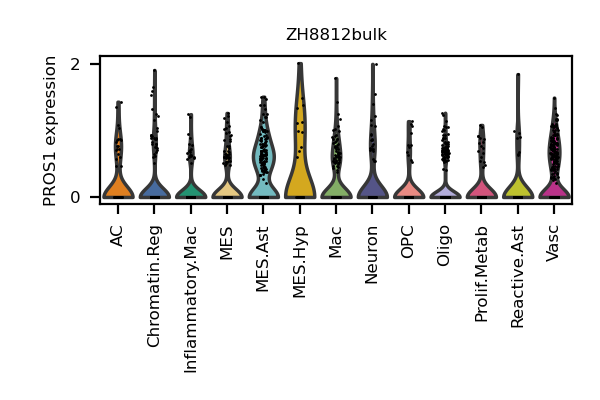 ZH8812bulk
PROS1 expression
2
0
AC
Chromatin.Reg
Inflammatory.Mac
MES
MES.Ast
MES.Hyp
Mac
Neuron
OPC
Oligo
Prolif.Metab
Reactive.Ast
Vasc